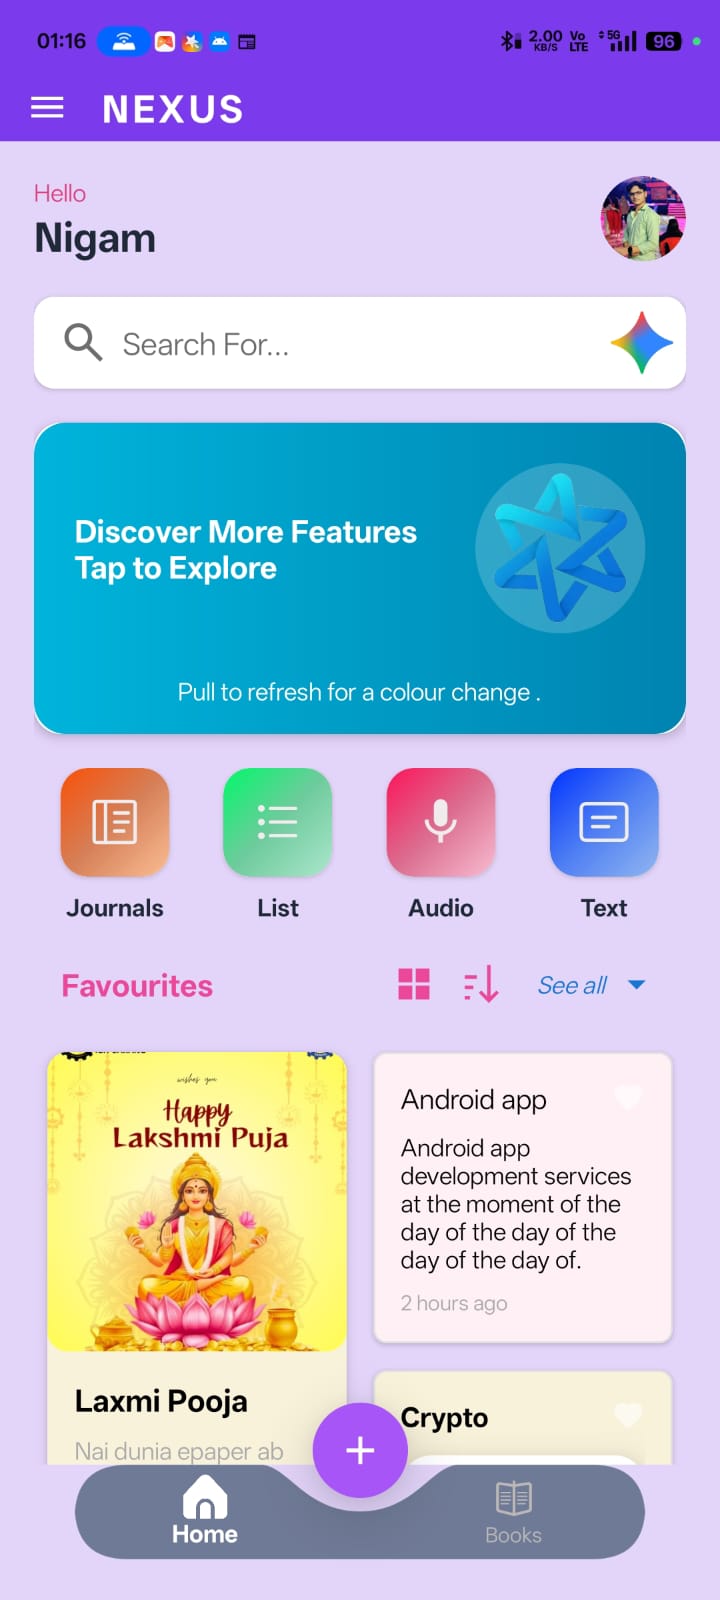 01:16
2.00
KB/S
Vo
LTE
5G
96
NEXUS
Hello
Nigam
Search For...
Discover More Features
Tap to Explore
Pull to refresh for a colour change .
Journals
List
Audio
Text
Favourites
See all
wishes you
Happy
Lakshmi Puja
Laxmi Pooja
Nai dunia epaper ab
Android app
Android app
development services
at the moment of the
day of the day of the
day of the day of.
2 hours ago
Crypto
Home
Books